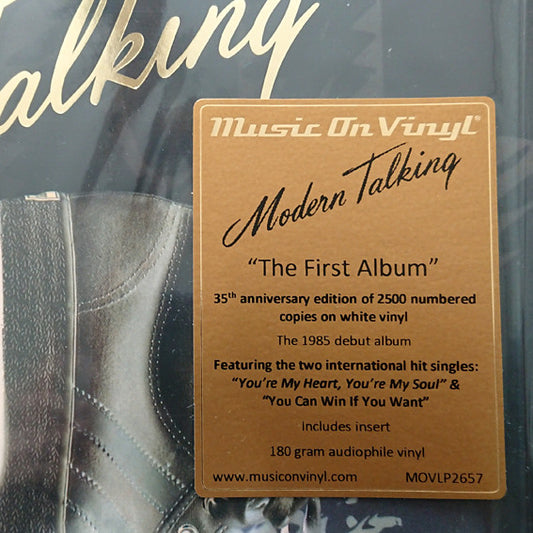 Talking
Music On Vinyl®
Modern Talking
“The First Album”
35th anniversary edition of 2500 numbered
copies on white vinyl
The 1985 debut album
Featuring the two international hit singles:
“You’re My Heart, You’re My Soul” &
“You Can Win If You Want”
Includes insert
180 gram audiophile vinyl
www.musiconvinyl.com MOVLP2657